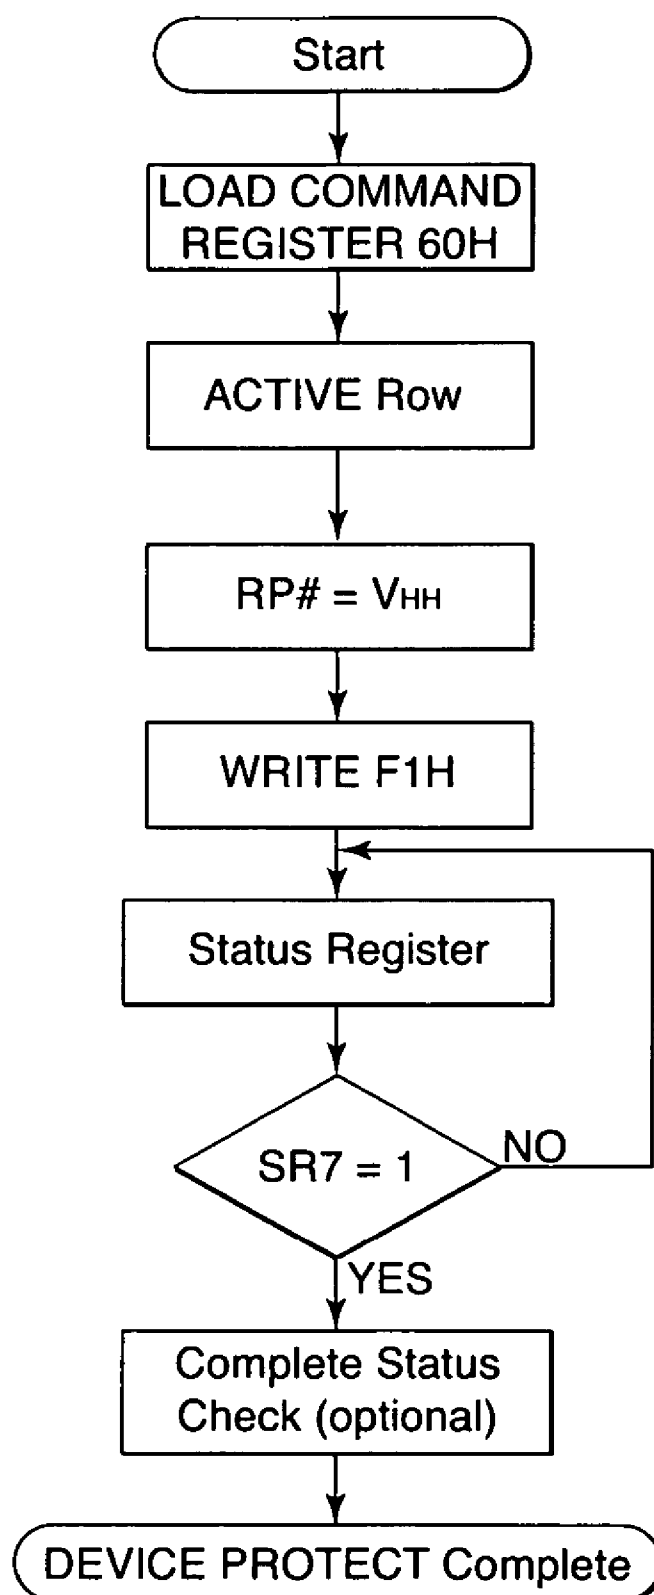 Start
LOAD COMMAND
REGISTER 60H
ACTIVE Row
RP# = VHH
WRITE F1H
Status Register
SR7 = 1
NO
YES
Complete Status
Check (optional)
DEVICE PROTECT Complete